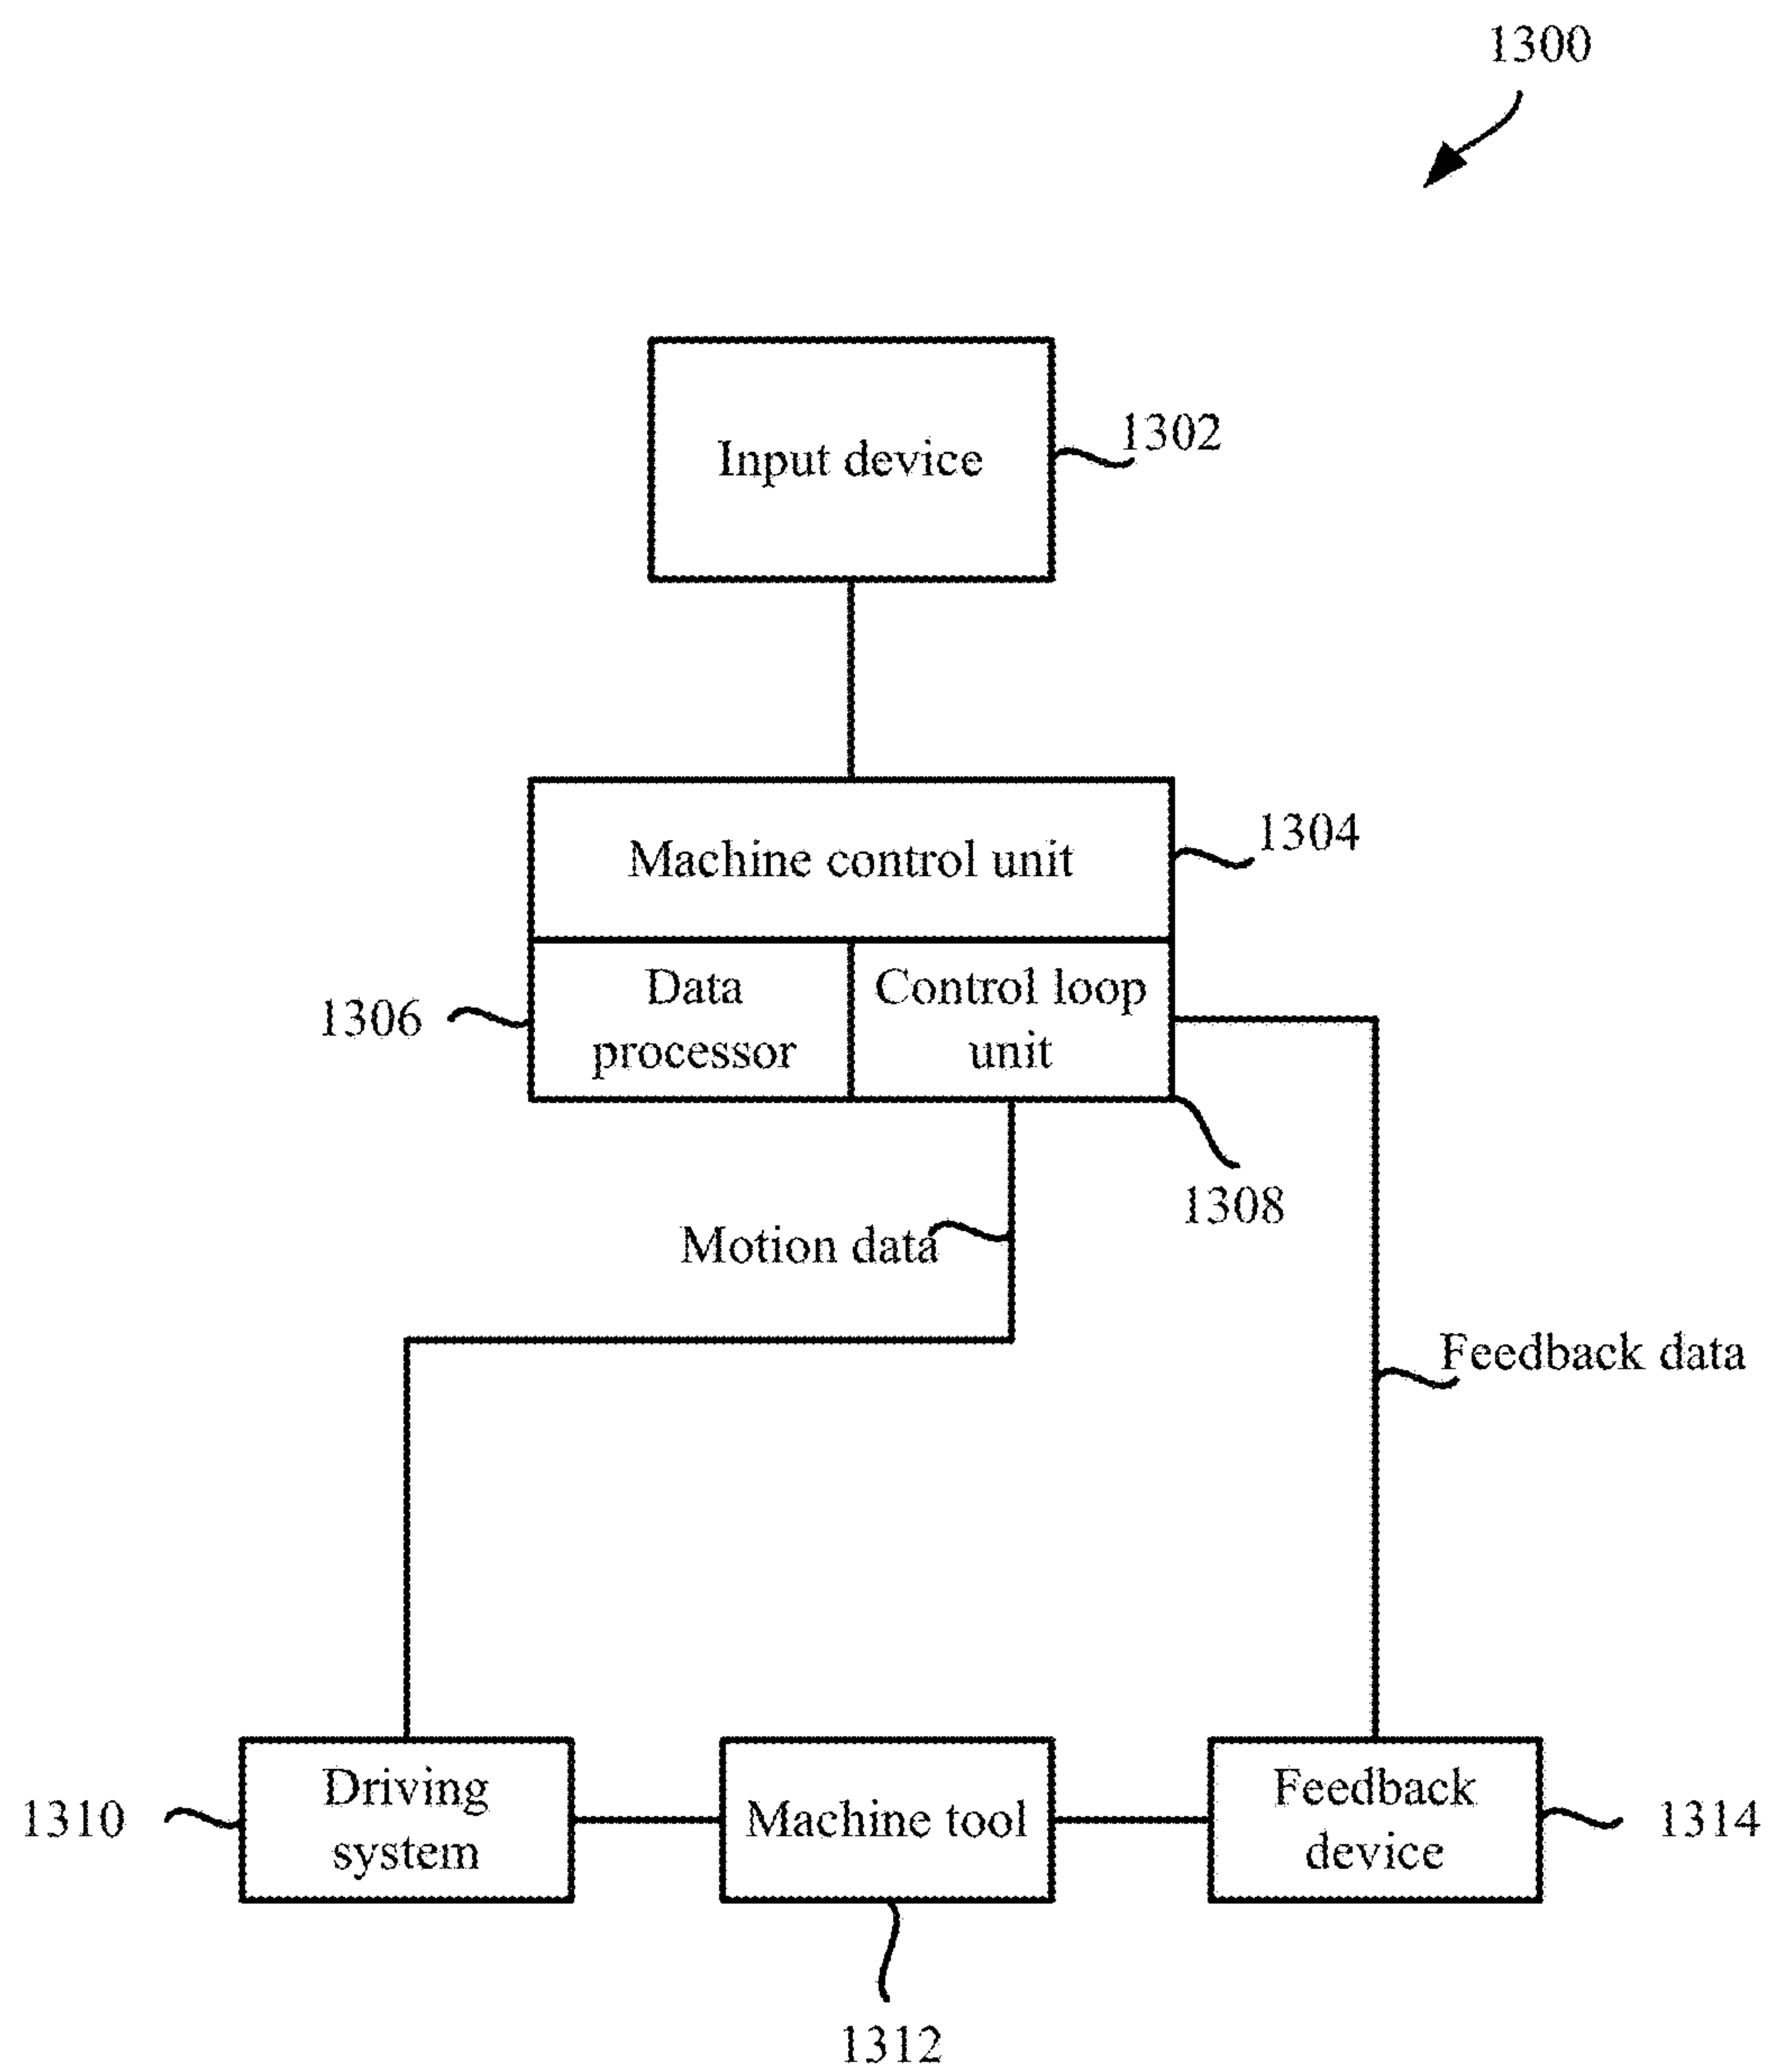 1300
Input device
1302
Machine control unit
1304
Data
processor
1306
Control loop
unit
1308
Motion data
Feedback data
Driving
system
1310
Machine tool
1312
Feedback
device
1314